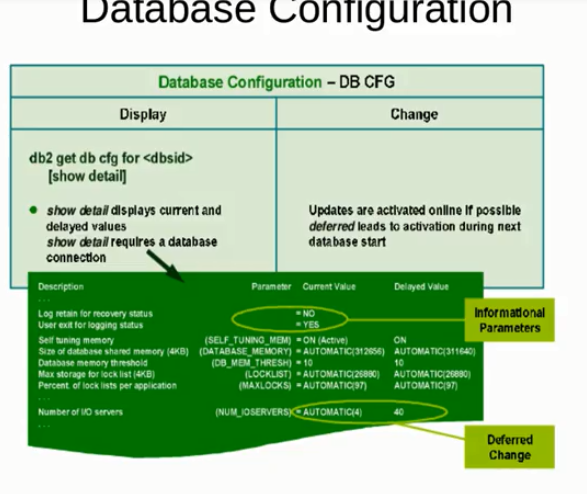 Database Configuration
Database Configuration – DB CFG
Display
Change
db2 get db cfg for <dbsid>
[show detail]
show detail displays current and
delayed values
show detail requires a database
connection
Updates are activated online if possible
deferred leads to activation during next
database start
Description Parameter Current Value Delayed Value
. . .
Log retain for recovery status = NO
User exit for logging status = YES
Self tuning memory (SELF_TUNING_MEM) = ON (Active) ON
Size of database shared memory (4KB) (DATABASE_MEMORY) = AUTOMATIC(312656) AUTOMATIC(311640)
Database memory threshold (DB_MEM_THRESH) = 10 10
Max storage for lock list (4KB) (LOCKLIST) = AUTOMATIC(26880) AUTOMATIC(26880)
Percent. of lock lists per application (MAXLOCKS) = AUTOMATIC(97) AUTOMATIC(97)
. . .
Number of I/O servers (NUM_IOSERVERS) = AUTOMATIC(4) 40
. . .
Informational
Parameters
Deferred
Change